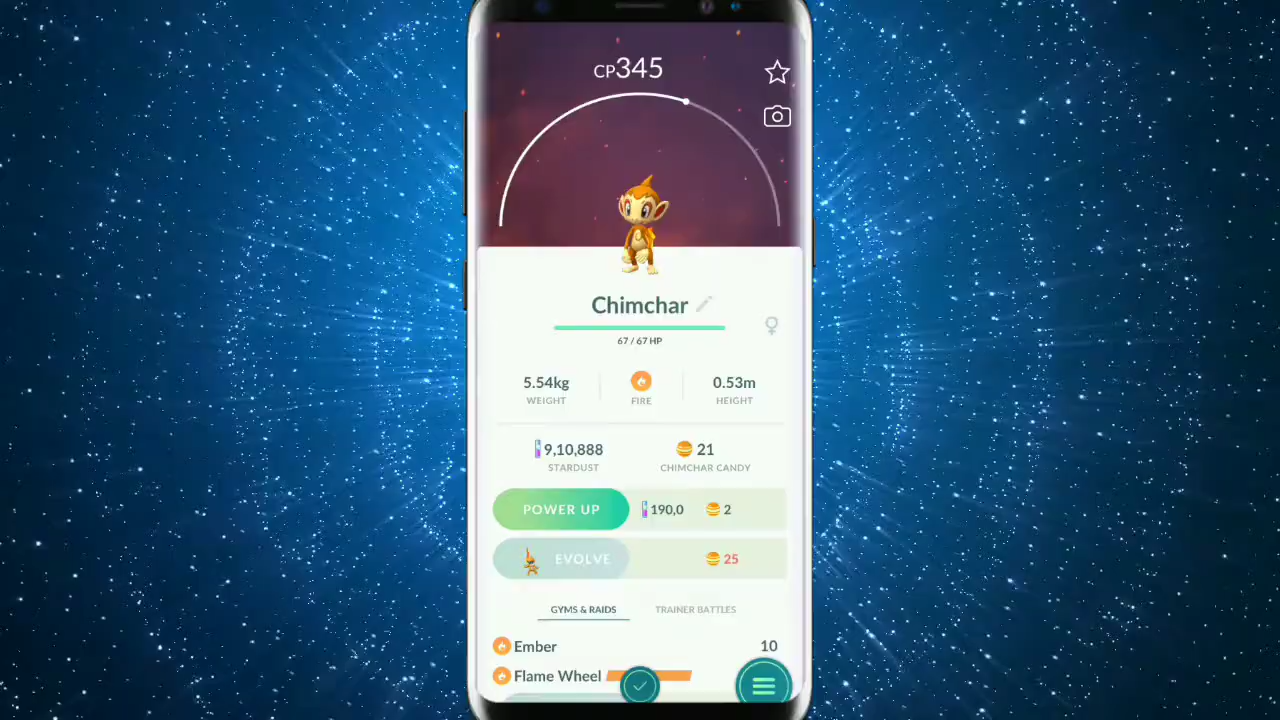 CP345
Chimchar
67 / 67 HP
5.54kg
WEIGHT
FIRE
0.53m
HEIGHT
9,10,888
STARDUST
21
CHIMCHAR CANDY
POWER UP 190,0 2
EVOLVE 25
GYMS & RAIDS TRAINER BATTLES
Ember 10
Flame Wheel